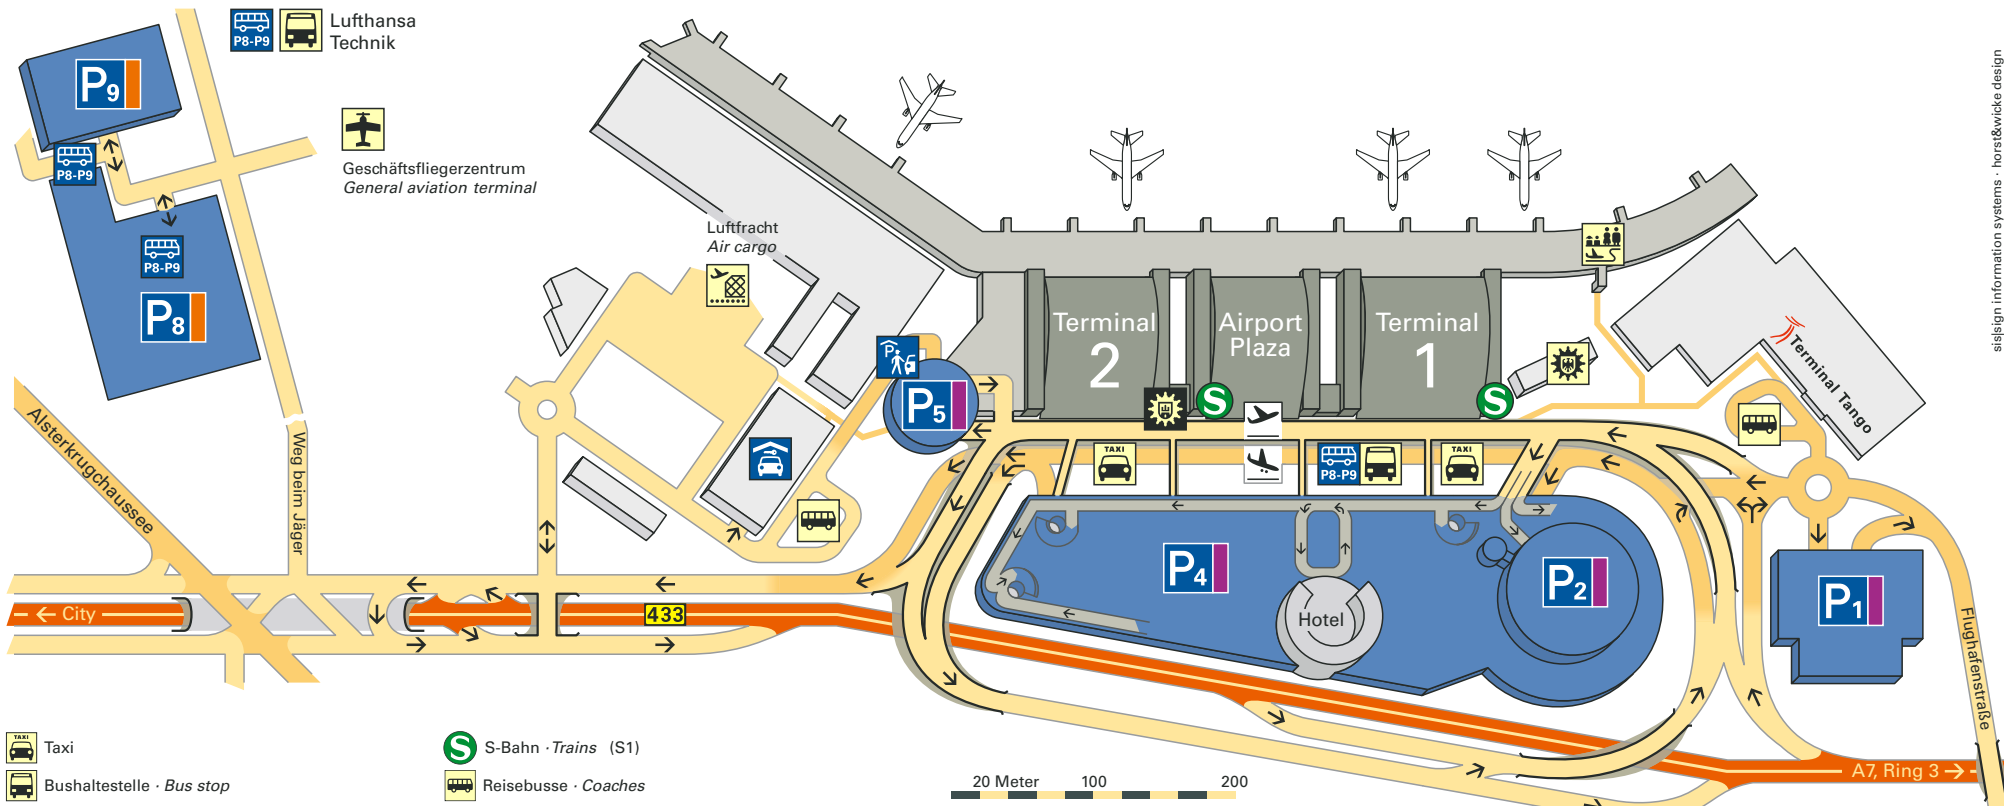 P8-P9
Lufthansa
Technik
P9
P8-P9
Geschäftsfliegerzentrum
General aviation terminal
P8-P9
P8
Luftfracht
Air cargo
Terminal
2
Airport
Plaza
Terminal
1
Terminal Tango
P
P5
S
S
TAXI
P8-P9
TAXI
Alsterkrugchaussee
Weg beim Jäger
P4
P2
P1
Hotel
← City
433
Flughafenstraße
A7, Ring 3 →
TAXI
Taxi
Bushaltestelle · Bus stop
S
S-Bahn · Trains (S1)
Reisebusse · Coaches
20 Meter 100 200
sis|sign information systems · horst&wicke design